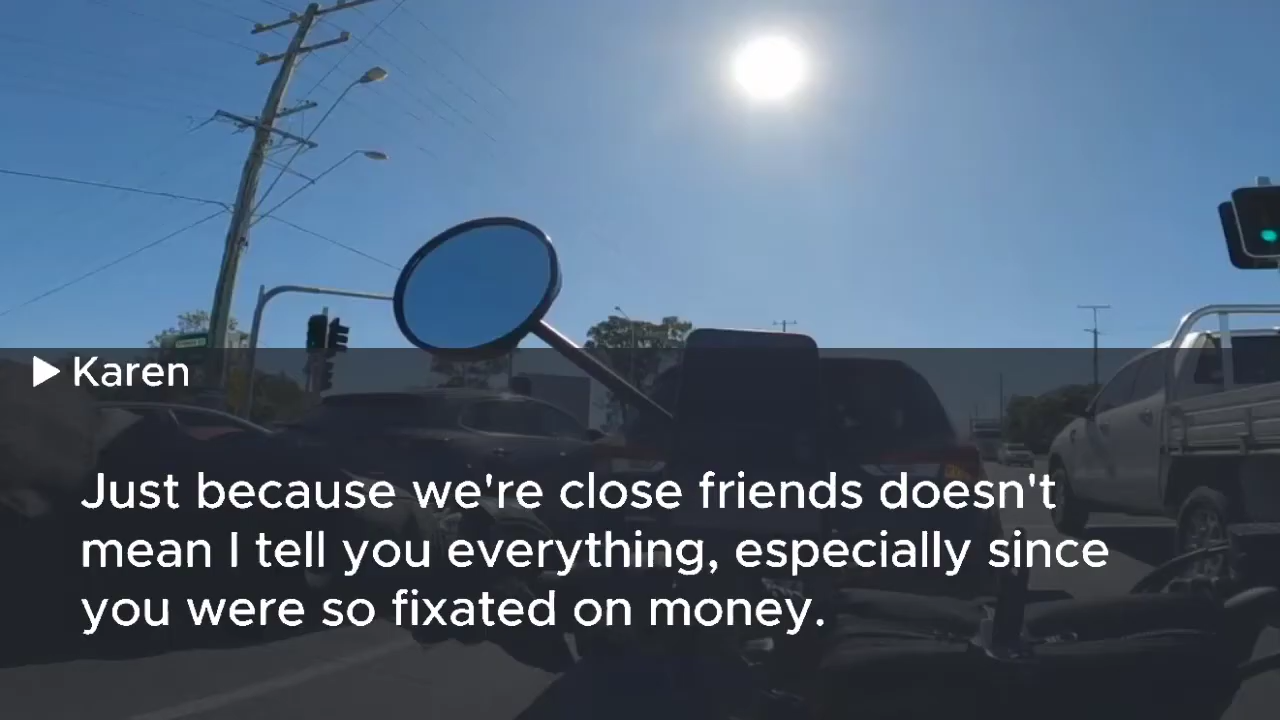 Karen
Just because we're close friends doesn't
mean I tell you everything, especially since
you were so fixated on money.